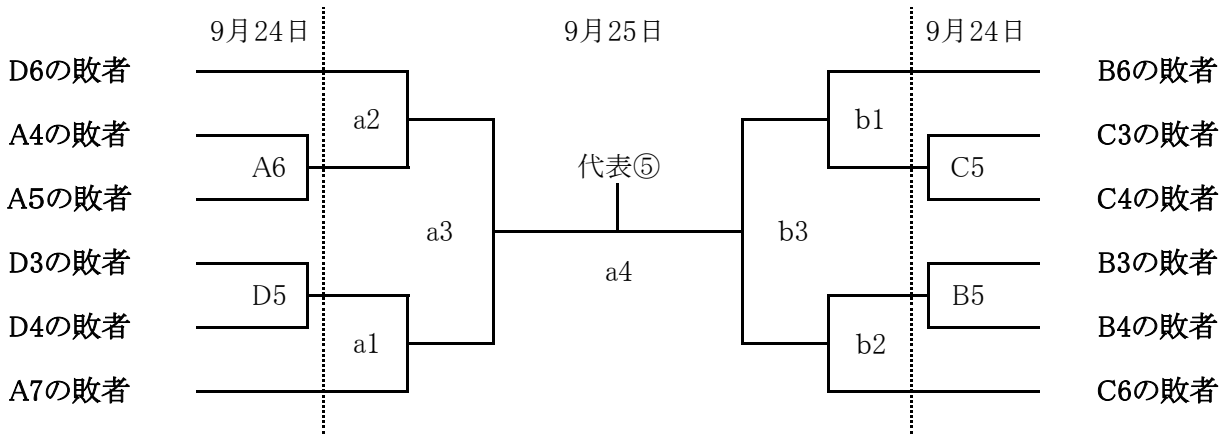 9月24日 9月25日 9月24日
D6の敗者 B6の敗者
a2 b1
A4の敗者 C3の敗者
A6 代表⑤ C5
A5の敗者 C4の敗者
a3 b3
D3の敗者 B3の敗者
a4
D5 B5
D4の敗者 B4の敗者
a1 b2
A7の敗者 C6の敗者